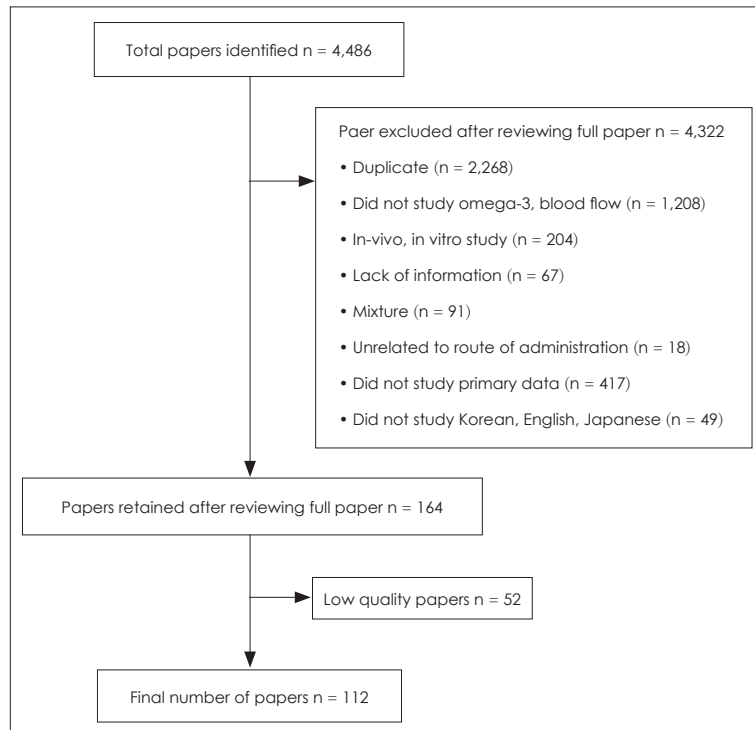 Total papers identified n = 4,486
Paer excluded after reviewing full paper n = 4,322
• Duplicate (n = 2,268)
• Did not study omega-3, blood flow (n = 1,208)
• In-vivo, in vitro study (n = 204)
• Lack of information (n = 67)
• Mixture (n = 91)
• Unrelated to route of administration (n = 18)
• Did not study primary data (n = 417)
• Did not study Korean, English, Japanese (n = 49)
Papers retained after reviewing full paper n = 164
Low quality papers n = 52
Final number of papers n = 112